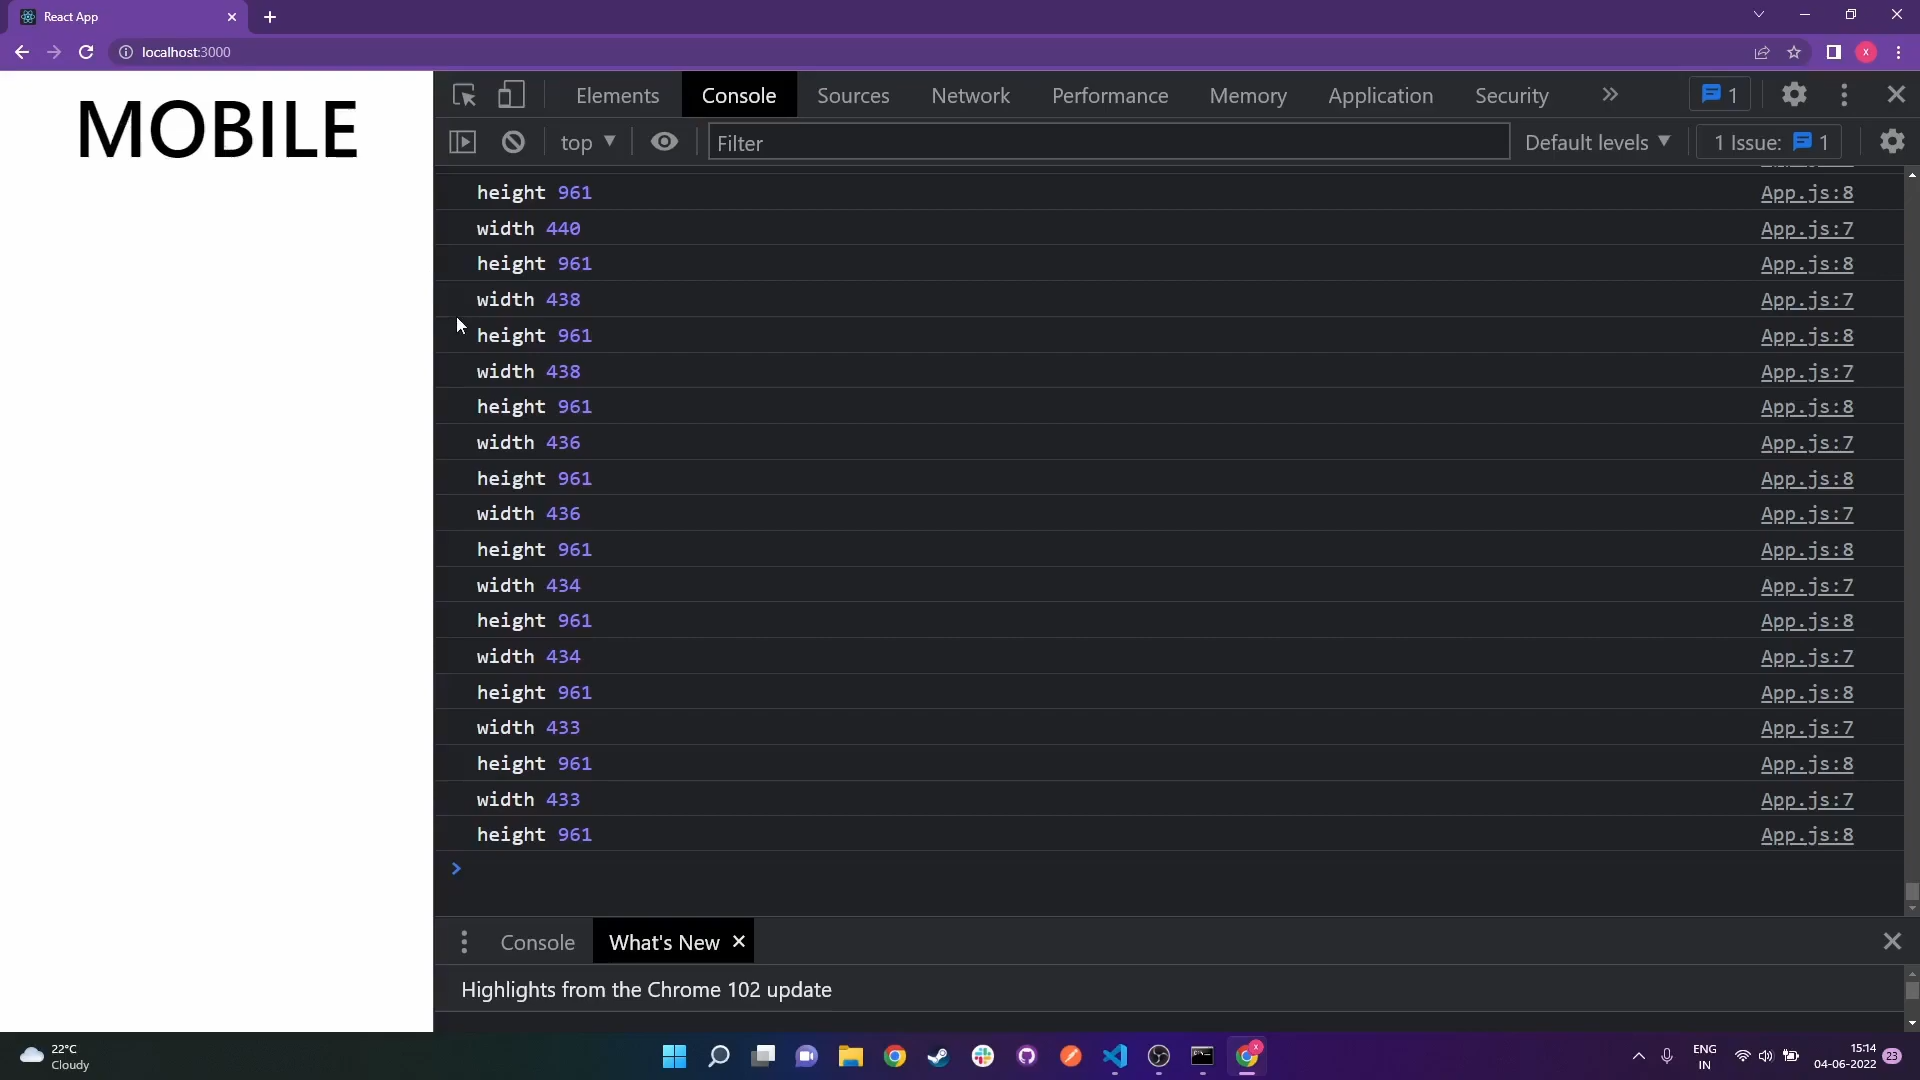 React App
localhost:3000
MOBILE
Elements
Console
Sources
Network
Performance
Memory
Application
Security
1
top
Filter
Default levels
1 Issue: 1
height 961 App.js:8
width 440 App.js:7
height 961 App.js:8
width 438 App.js:7
height 961 App.js:8
width 438 App.js:7
height 961 App.js:8
width 436 App.js:7
height 961 App.js:8
width 436 App.js:7
height 961 App.js:8
width 434 App.js:7
height 961 App.js:8
width 434 App.js:7
height 961 App.js:8
width 433 App.js:7
height 961 App.js:8
width 433 App.js:7
height 961 App.js:8
Console
What's New
Highlights from the Chrome 102 update
22°C
Cloudy
ENG
IN
15:14
04-06-2022
23